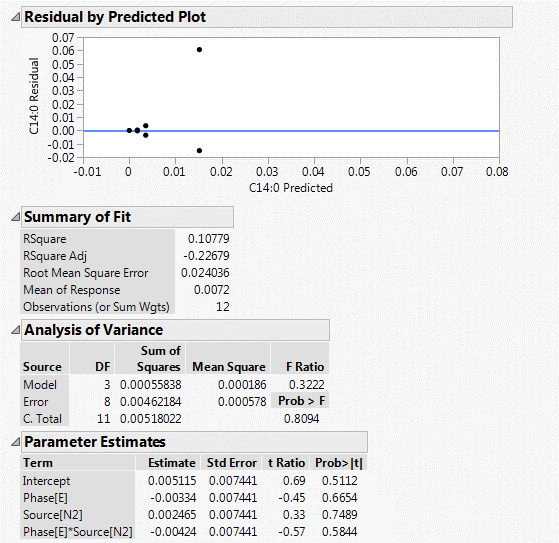 Residual by Predicted Plot
0.07
0.06
0.05
0.04
0.03
0.02
0.01
0.00
-0.01
-0.02
C14:0 Residual
-0.01 0 0.01 0.02 0.03 0.04 0.05 0.06 0.07 0.08
C14:0 Predicted
Summary of Fit
RSquare 0.10779
RSquare Adj -0.22679
Root Mean Square Error 0.024036
Mean of Response 0.0072
Observations (or Sum Wgts) 12
Analysis of Variance
Sum of
Source DF Squares Mean Square F Ratio
Model 3 0.00055838 0.000186 0.3222
Error 8 0.00462184 0.000578 Prob > F
C. Total 11 0.00518022 0.8094
Parameter Estimates
Term Estimate Std Error t Ratio Prob>|t|
Intercept 0.005115 0.007441 0.69 0.5112
Phase[E] -0.00334 0.007441 -0.45 0.6654
Source[N2] 0.002465 0.007441 0.33 0.7489
Phase[E]*Source[N2] -0.00424 0.007441 -0.57 0.5844